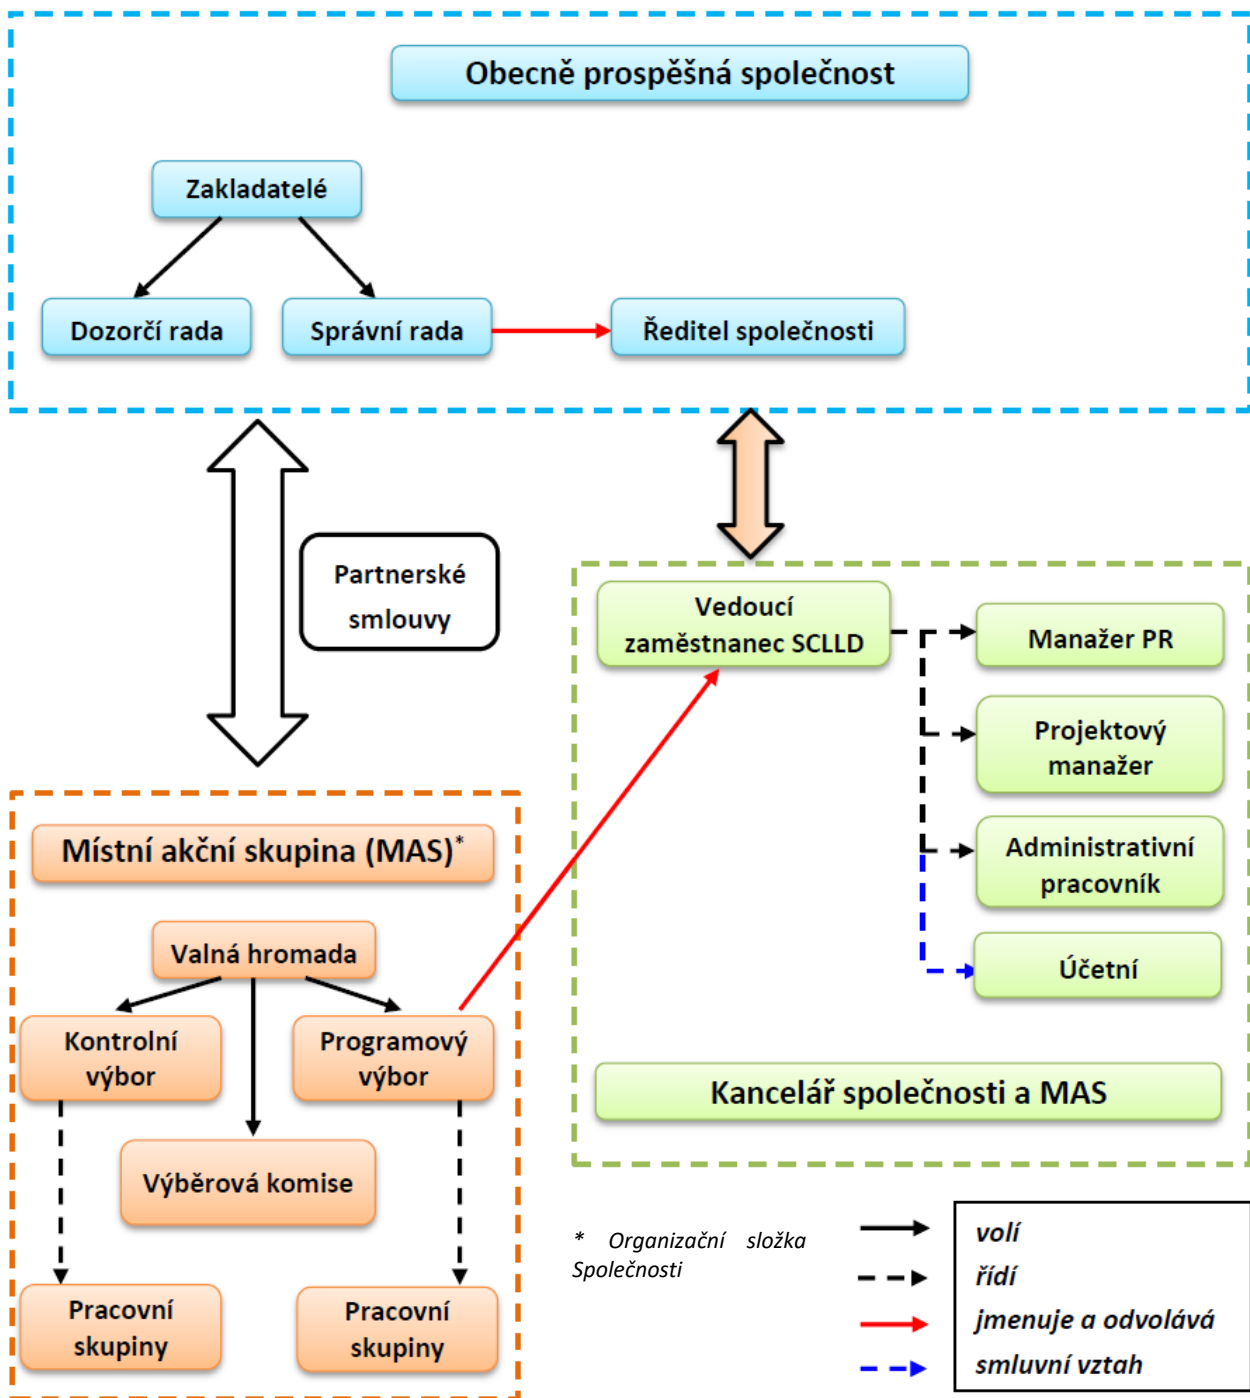 Obecně prospěšná společnost
Zakladatelé
Dozorčí rada
Správní rada
Ředitel společnosti
Partnerské
smlouvy
Vedoucí
zaměstnanec SCLLD
Manažer PR
Projektový
manažer
Administrativní
pracovník
Účetní
Kancelář společnosti a MAS
Místní akční skupina (MAS)*
Valná hromada
Kontrolní
výbor
Programový
výbor
Výběrová komise
Pracovní
skupiny
Pracovní
skupiny
* Organizační složka
Společnosti
volí
řídí
jmenuje a odvolává
smluvní vztah